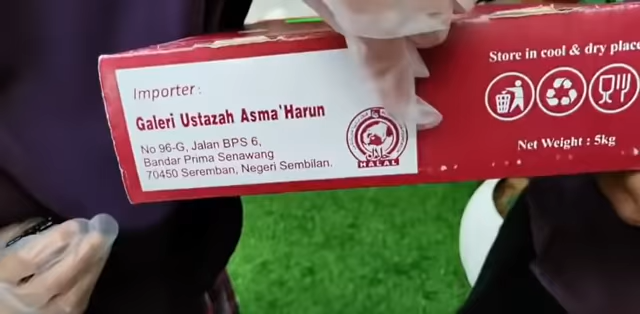 Importer :
Galeri Ustazah Asma'Harun
No 96-G, Jalan BPS 6,
Bandar Prima Senawang
70450 Seremban, Negeri Sembilan.
HALAL
Store in cool & dry place
Net Weight : 5kg